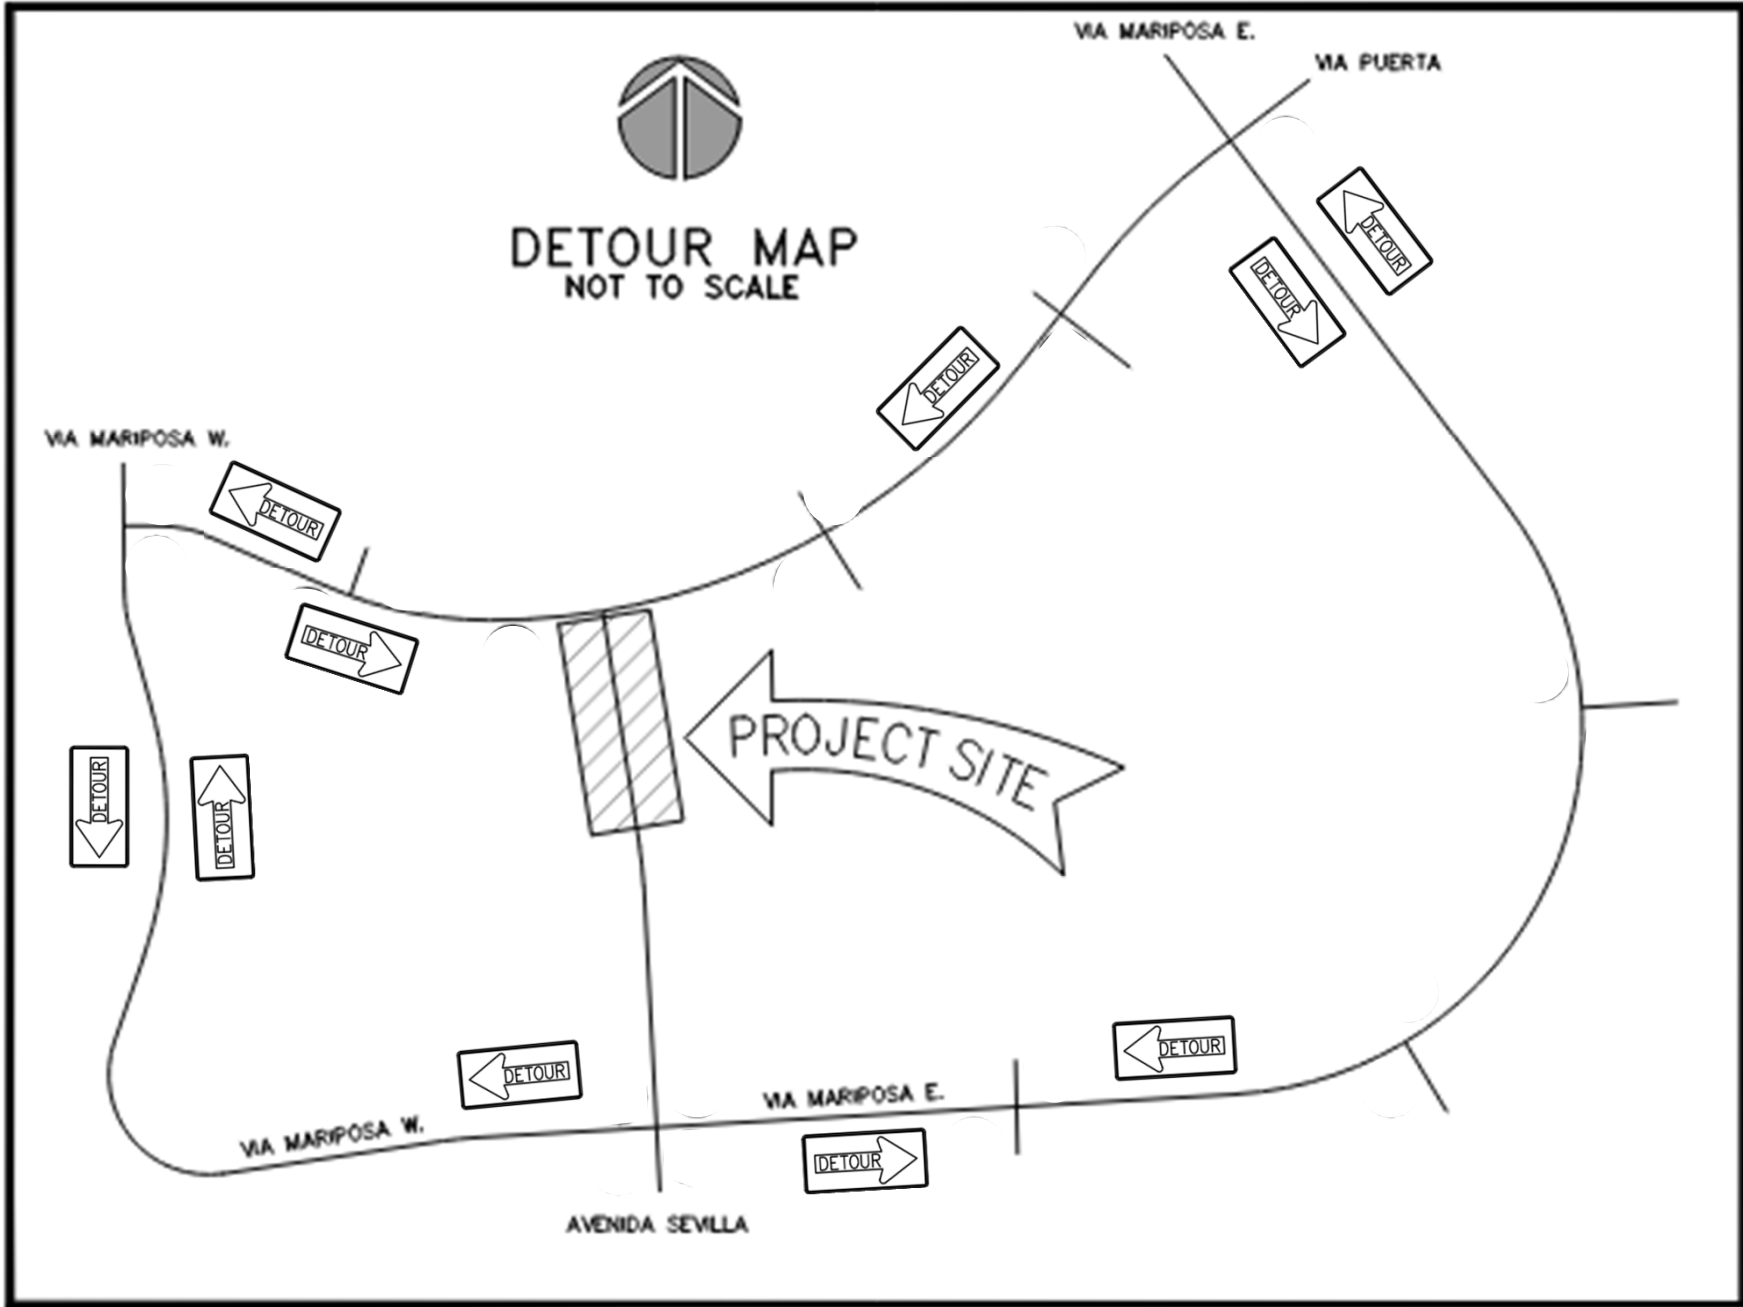 VIA MARIPOSA E.
VIA PUERTA
DETOUR MAP
NOT TO SCALE
DETOUR
DETOUR
DETOUR
VIA MARIPOSA W.
DETOUR
DETOUR
PROJECT SITE
DETOUR
DETOUR
DETOUR
DETOUR
VIA MARIPOSA E.
VIA MARIPOSA W.
DETOUR
AVENIDA SEVILLA